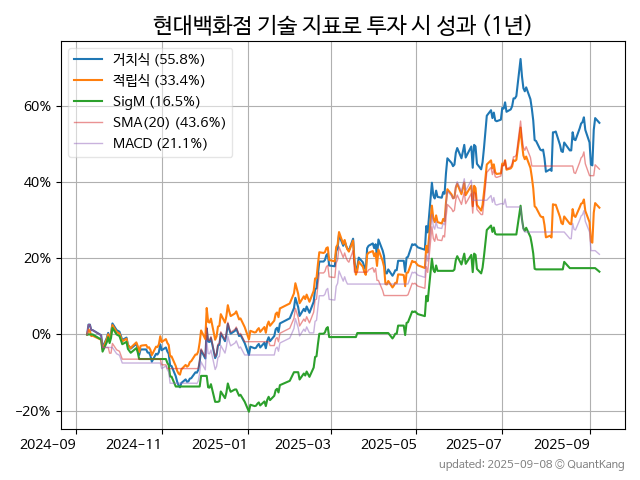 현대백화점 기술 지표로 투자 시 성과 (1년)
거치식 (55.8%)
적립식 (33.4%)
SigM (16.5%)
SMA(20) (43.6%)
MACD (21.1%)
60%
40%
20%
0%
−20%
2024-09 2024-11 2025-01 2025-03 2025-05 2025-07 2025-09
updated: 2025-09-08 © QuantKang